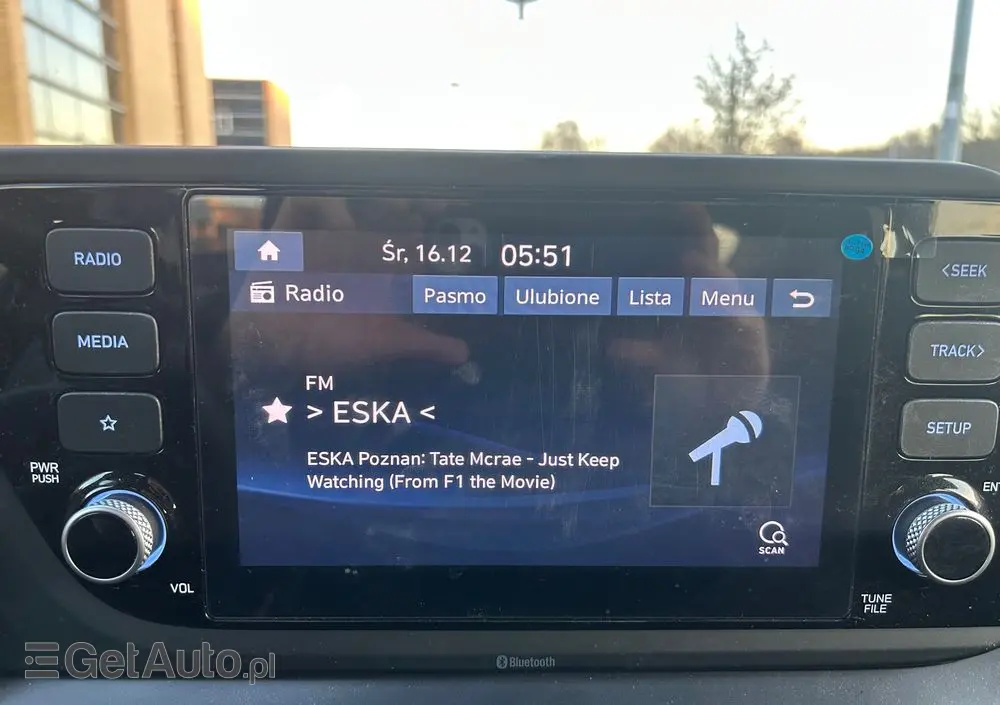 RADIO
MEDIA
PWR
PUSH
VOL
Śr, 16.12 05:51
Radio Pasmo Ulubione Lista Menu
FM
> ESKA <
ESKA Poznan: Tate Mcrae - Just Keep
Watching (From F1 the Movie)
SCAN
<SEEK
TRACK>
SETUP
ENT
TUNE
FILE
Bluetooth
GetAuto.pl